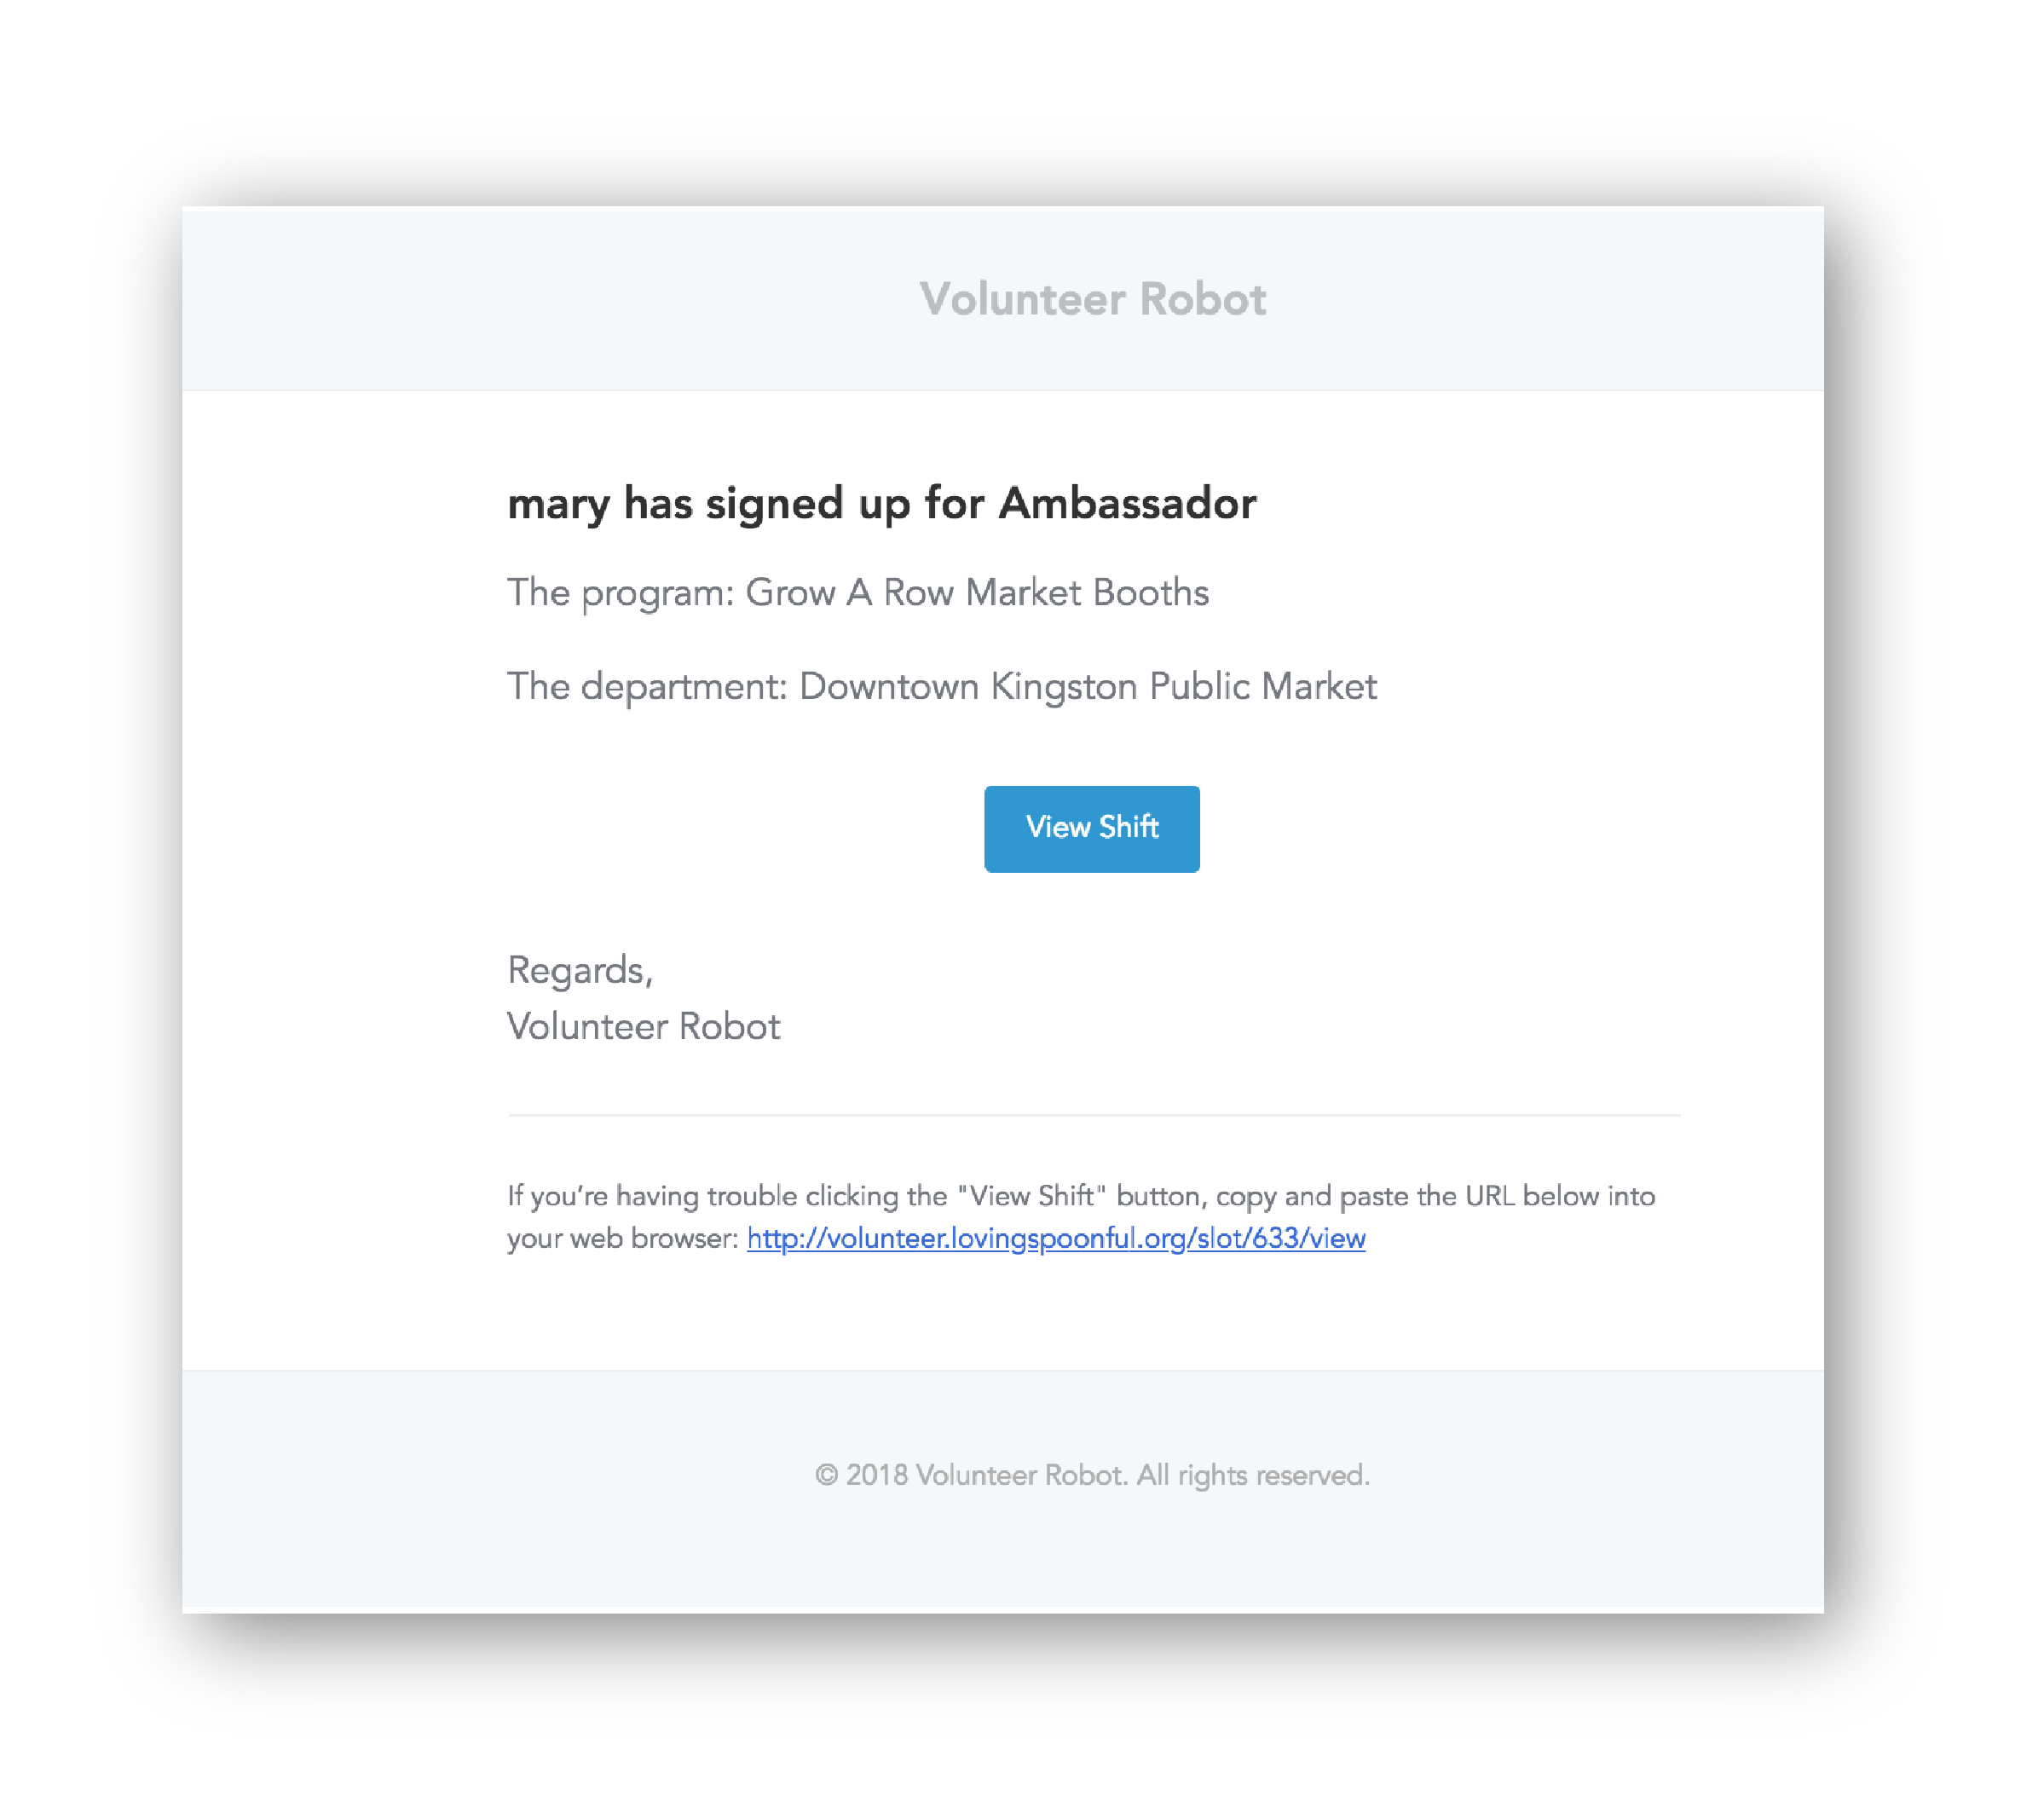 Volunteer Robot
mary has signed up for Ambassador
The program: Grow A Row Market Booths
The department: Downtown Kingston Public Market
View Shift
Regards,
Volunteer Robot
If you’re having trouble clicking the "View Shift" button, copy and paste the URL below into
your web browser: http://volunteer.lovingspoonful.org/slot/633/view
© 2018 Volunteer Robot. All rights reserved.